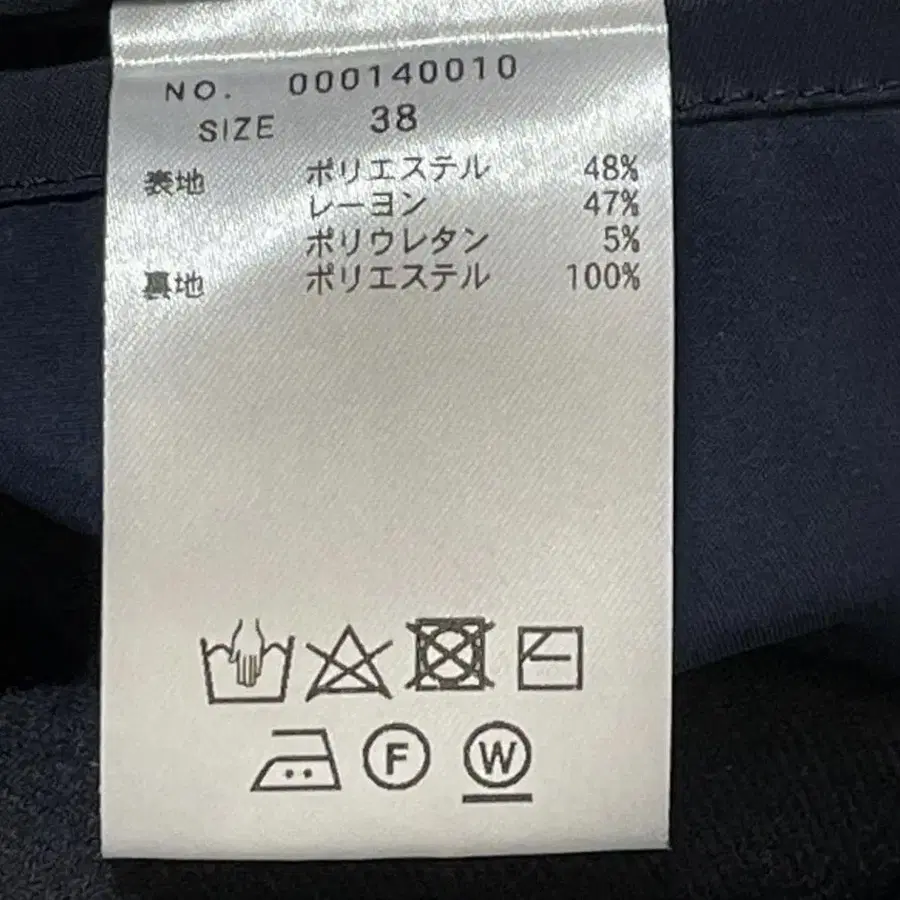 NO. 000140010
SIZE 38
表地 ポリエステル 48%
レーヨン 47%
ポリウレタン 5%
裏地 ポリエステル 100%
F W